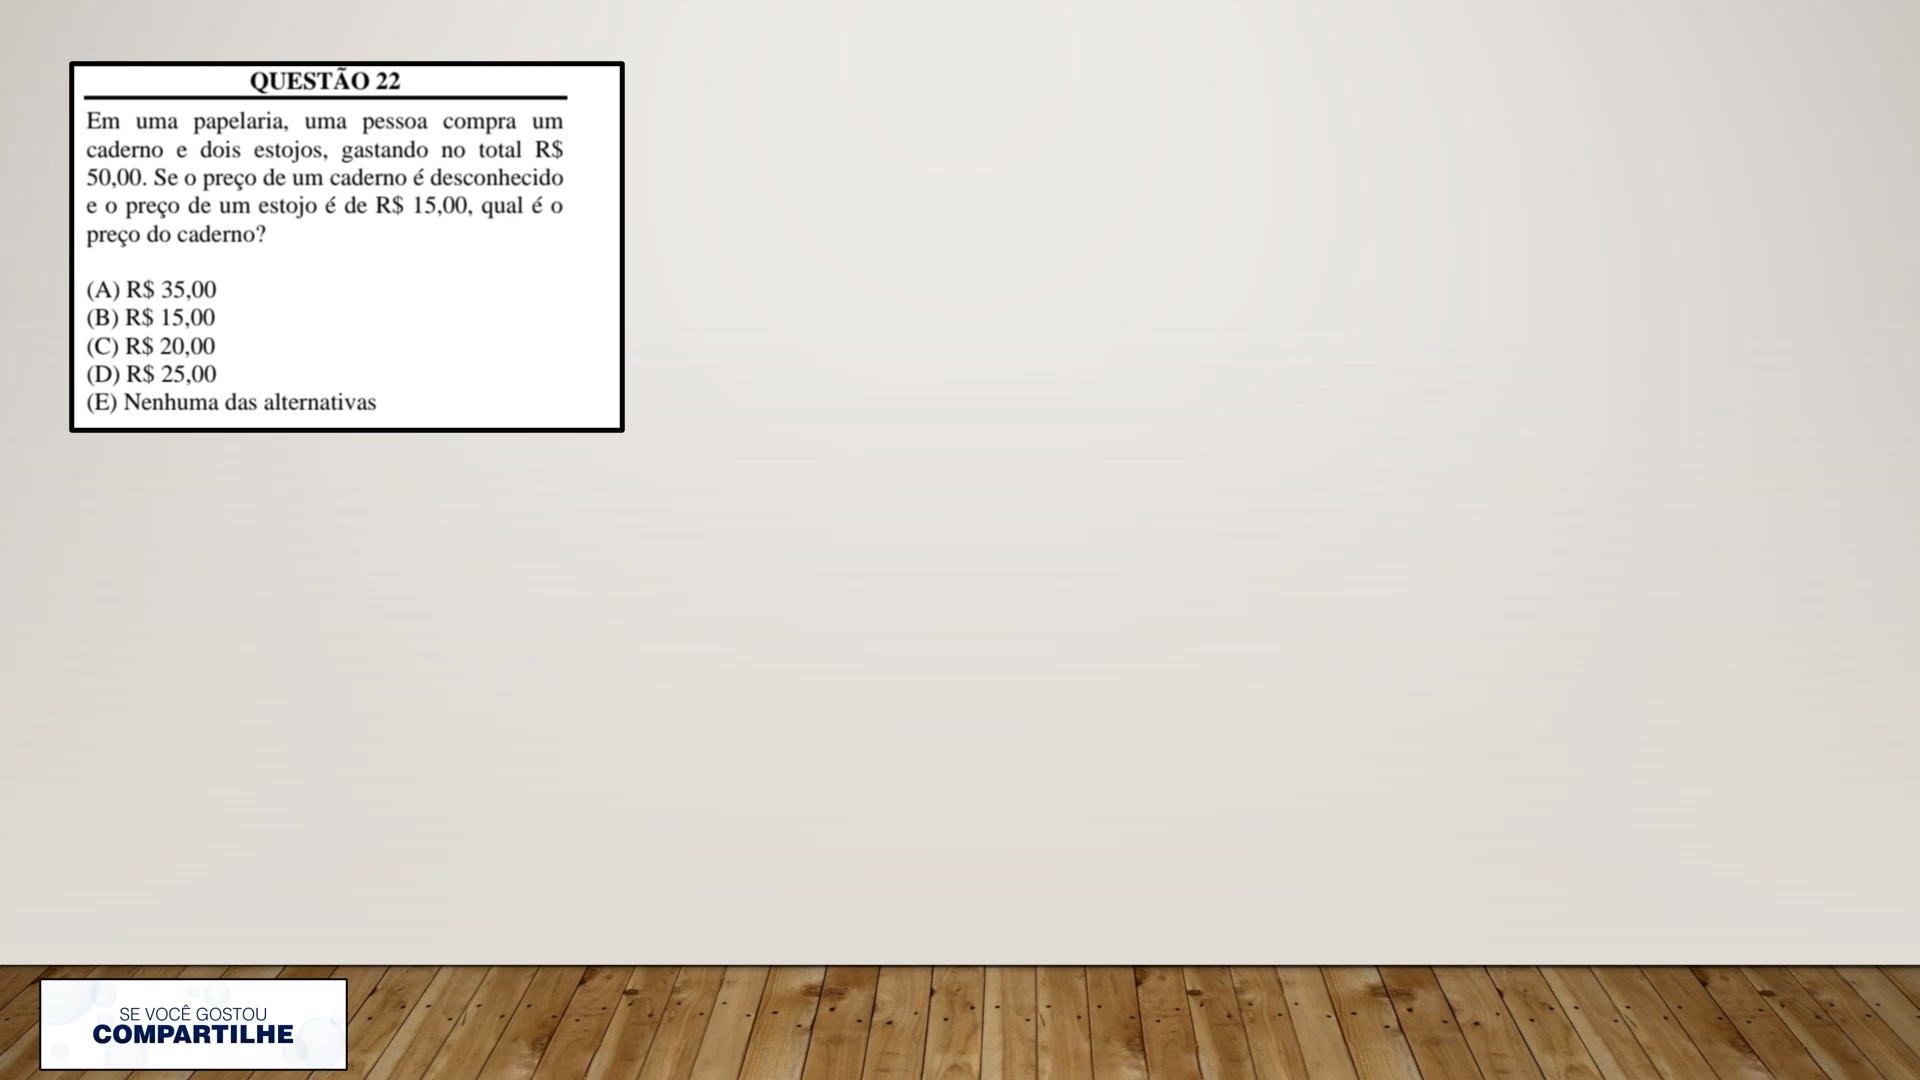 QUESTÃO 22
Em uma papelaria, uma pessoa compra um
caderno e dois estojos, gastando no total R$
50,00. Se o preço de um caderno é desconhecido
e o preço de um estojo é de R$ 15,00, qual é o
preço do caderno?
(A) R$ 35,00
(B) R$ 15,00
(C) R$ 20,00
(D) R$ 25,00
(E) Nenhuma das alternativas
SE VOCÊ GOSTOU
COMPARTILHE